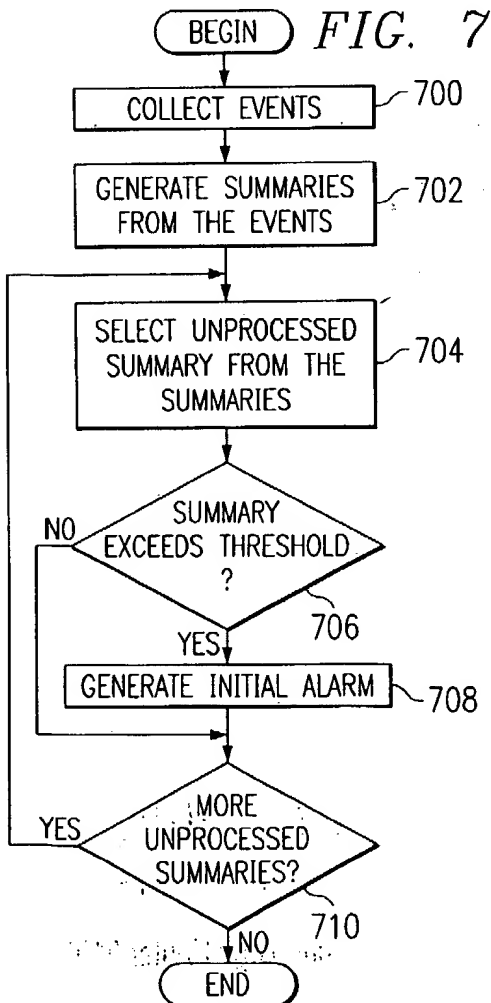 BEGIN
FIG. 7
COLLECT EVENTS
700
GENERATE SUMMARIES
FROM THE EVENTS
702
SELECT UNPROCESSED
SUMMARY FROM THE
SUMMARIES
704
NO
SUMMARY
EXCEEDS THRESHOLD
?
706
YES
GENERATE INITIAL ALARM
708
YES
MORE
UNPROCESSED
SUMMARIES?
710
NO
END